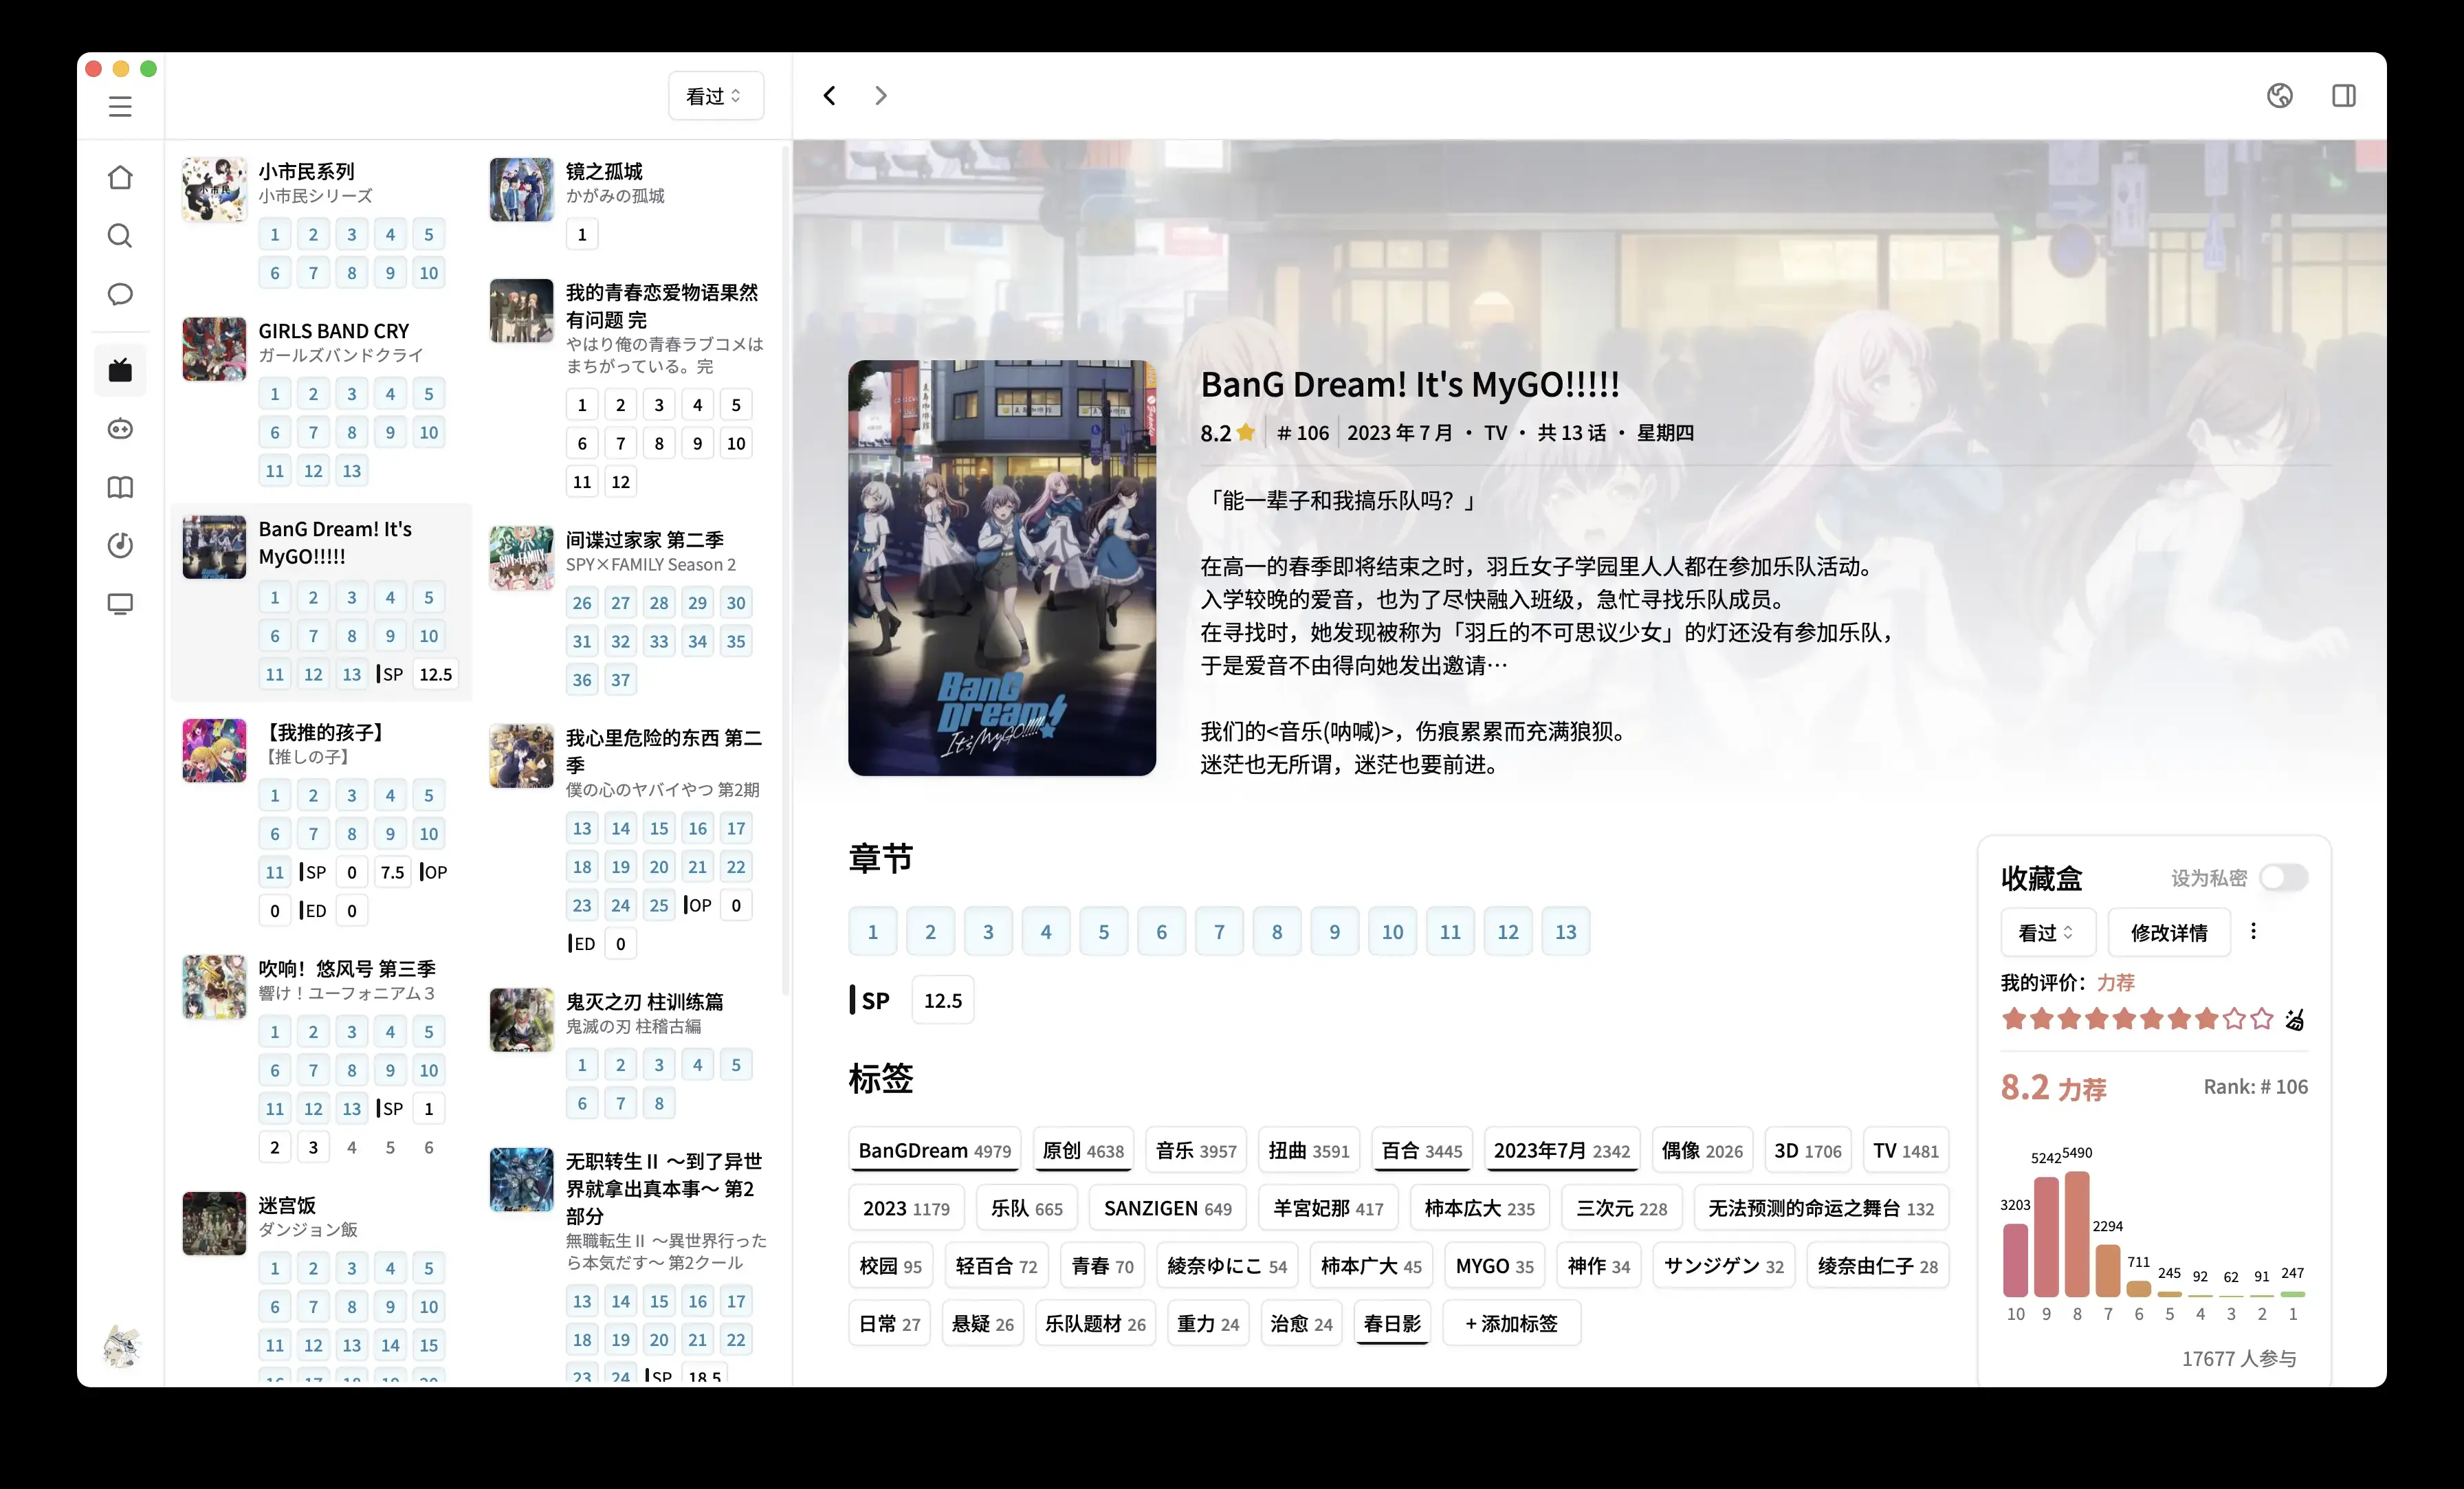 看过
小市民系列
小市民シリーズ
1 2 3 4 5
6 7 8 9 10
GIRLS BAND CRY
ガールズバンドクライ
1 2 3 4 5
6 7 8 9 10
11 12 13
BanG Dream! It's
MyGO!!!!!
1 2 3 4 5
6 7 8 9 10
11 12 13 SP 12.5
【我推的孩子】
【推しの子】
1 2 3 4 5
6 7 8 9 10
11 SP 0 7.5 OP
0 ED 0
吹响！悠风号 第三季
響け！ユーフォニアム３
1 2 3 4 5
6 7 8 9 10
11 12 13 SP 1
2 3 4 5 6
迷宫饭
ダンジョン飯
1 2 3 4 5
6 7 8 9 10
11 12 13 14 15
16 17 18 19 20
镜之孤城
かがみの孤城
1
我的青春恋爱物语果然
有问题 完
やはり俺の青春ラブコメは
まちがっている。完
1 2 3 4 5
6 7 8 9 10
11 12
间谍过家家 第二季
SPY×FAMILY Season 2
26 27 28 29 30
31 32 33 34 35
36 37
我心里危险的东西 第二
季
僕の心のヤバイやつ 第2期
13 14 15 16 17
18 19 20 21 22
23 24 25 OP 0
ED 0
鬼灭之刃 柱训练篇
鬼滅の刃 柱稽古編
1 2 3 4 5
6 7 8
无职转生Ⅱ ～到了异世
界就拿出真本事～ 第2
部分
無職転生Ⅱ ～異世界行った
ら本気だす～ 第2クール
13 14 15 16 17
18 19 20 21 22
23 24 SP 18.5
BanG Dream! It's MyGO!!!!!
8.2 # 106 2023 年 7 月 · TV · 共 13 话 · 星期四
「能一辈子和我搞乐队吗？」
在高一的春季即将结束之时，羽丘女子学园里人人都在参加乐队活动。
入学较晚的爱音，也为了尽快融入班级，急忙寻找乐队成员。
在寻找时，她发现被称为「羽丘的不可思议少女」的灯还没有参加乐队，
于是爱音不由得向她发出邀请…
我们的<音乐(呐喊)>，伤痕累累而充满狼狈。
迷茫也无所谓，迷茫也要前进。
BanG
Dream!
It's MyGO!!!!!
章节
1 2 3 4 5 6 7 8 9 10 11 12 13
SP 12.5
标签
BanGDream 4979 原创 4638 音乐 3957 扭曲 3591 百合 3445 2023年7月 2342 偶像 2026 3D 1706 TV 1481
2023 1179 乐队 665 SANZIGEN 649 羊宮妃那 417 柿本広大 235 三次元 228 无法预测的命运之舞台 132
校园 95 轻百合 72 青春 70 綾奈ゆにこ 54 柿本广大 45 MYGO 35 神作 34 サンジゲン 32 绫奈由仁子 28
日常 27 悬疑 26 乐队题材 26 重力 24 治愈 24 春日影 + 添加标签
收藏盒 设为私密
看过 修改详情
我的评价：力荐
8.2 力荐 Rank: # 106
3203 5242 5490 2294 711 245 92 62 91 247
10 9 8 7 6 5 4 3 2 1
17677 人参与